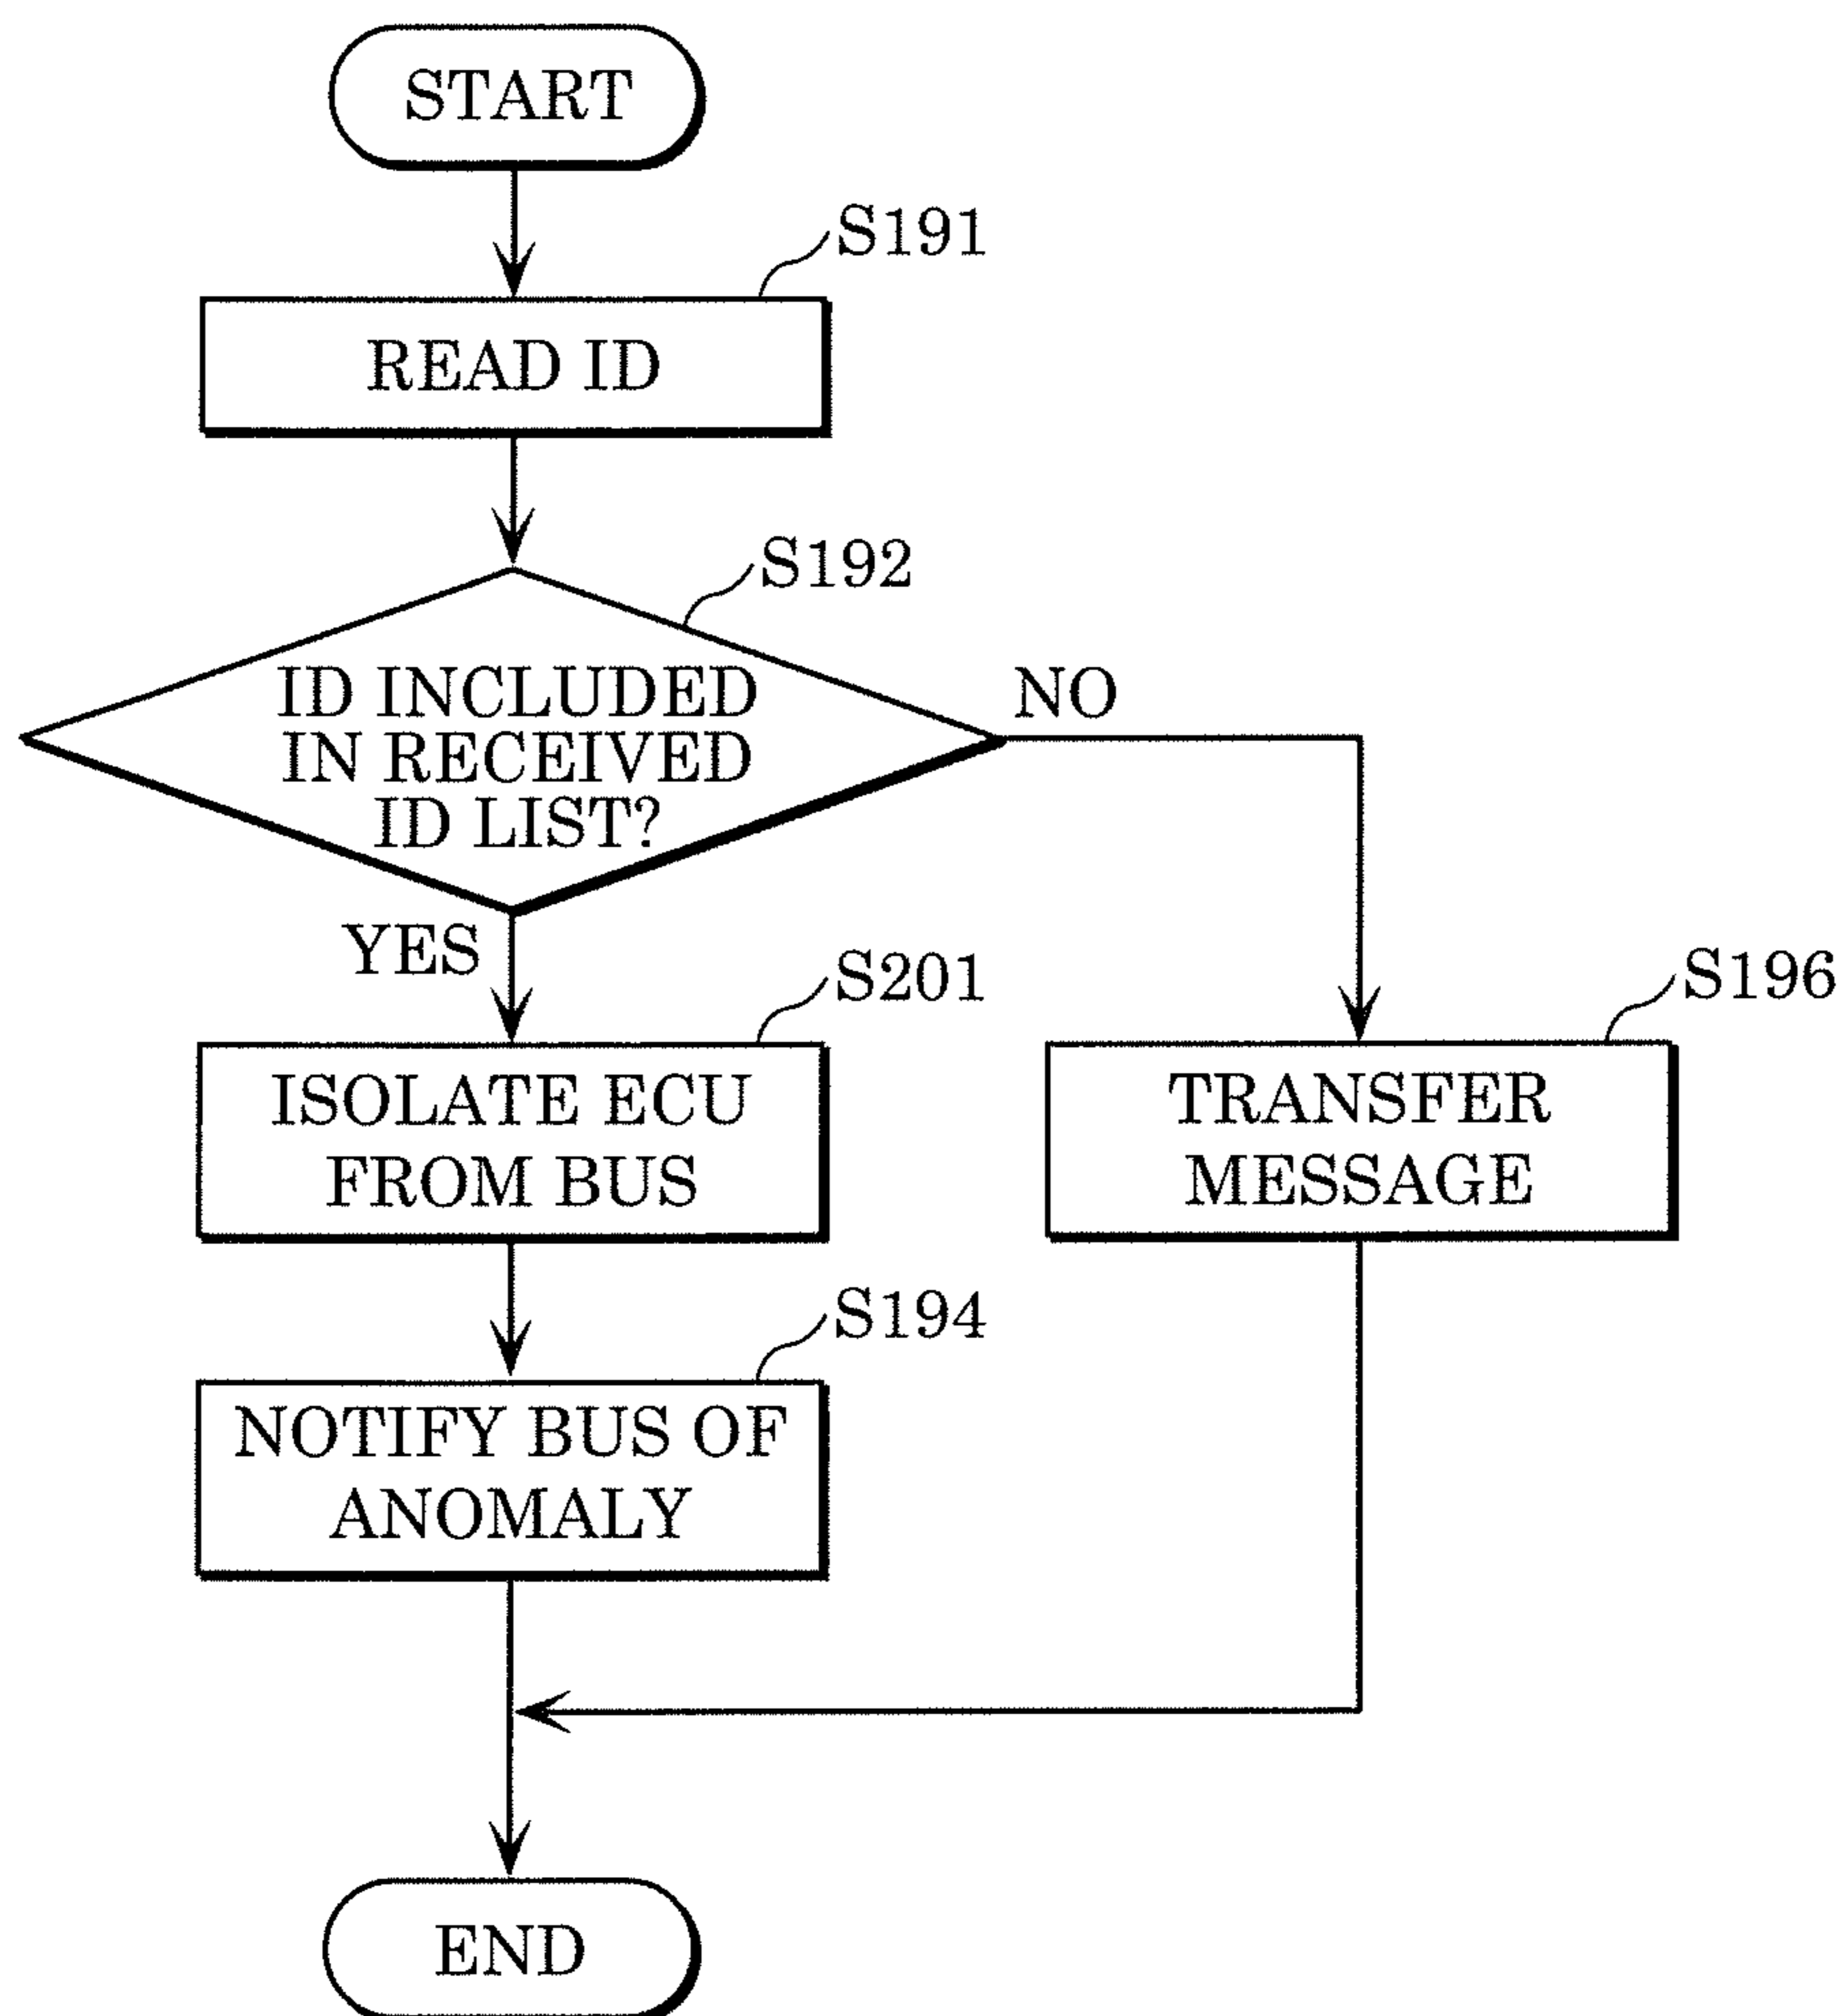 START
S191
READ ID
S192
ID INCLUDED
IN RECEIVED
ID LIST?
NO
YES
S201
ISOLATE ECU
FROM BUS
S196
TRANSFER
MESSAGE
S194
NOTIFY BUS OF
ANOMALY
END